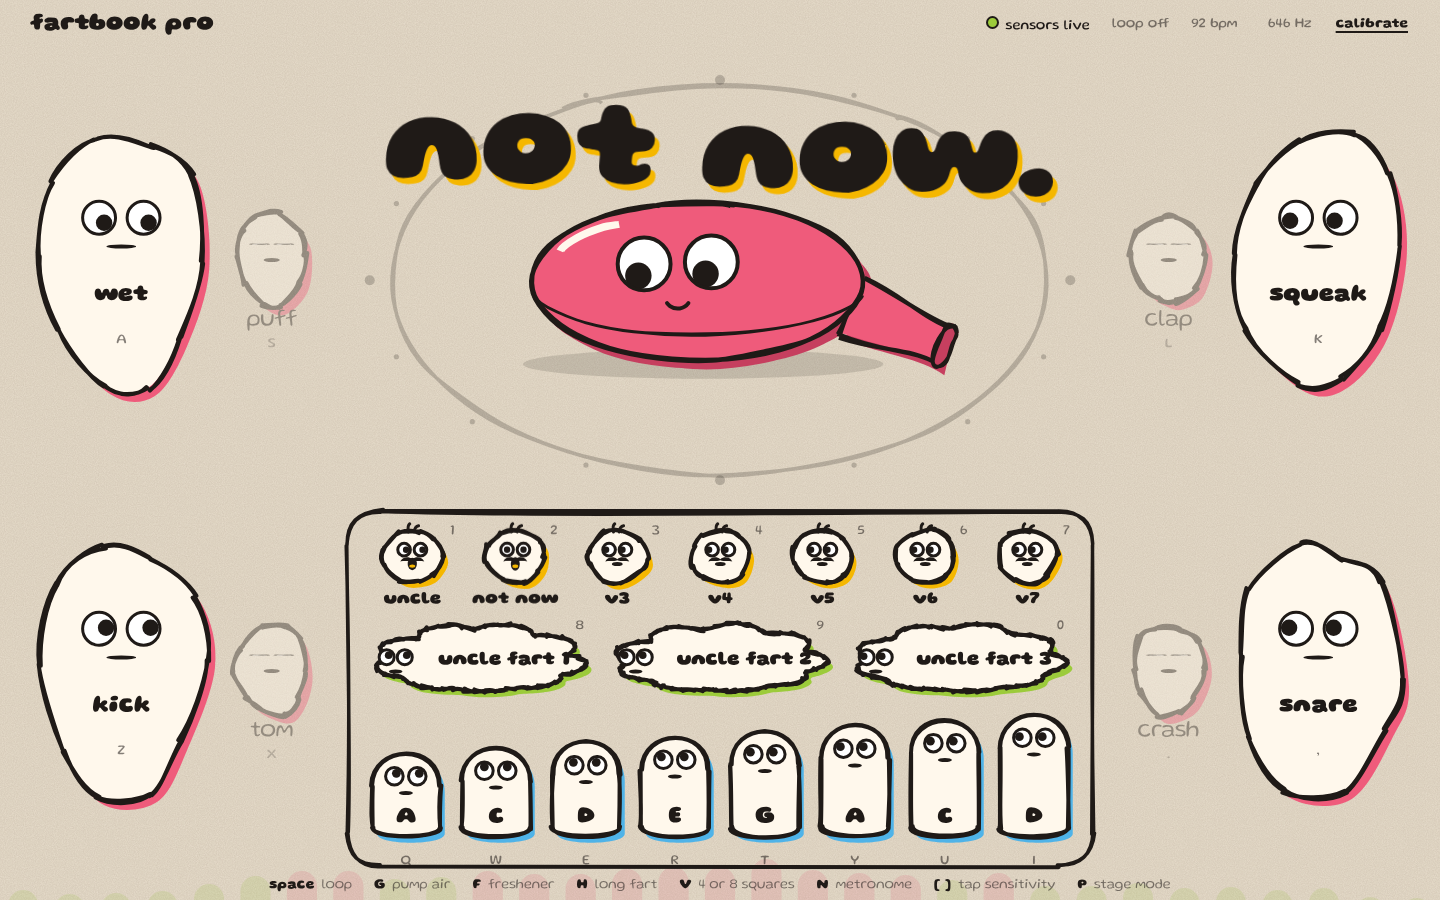 fartbook pro
sensors live loop off 92 bpm 646 Hz calibrate
not now.
wet
A
puff
S
clap
L
squeak
K
1 2 3 4 5 6 7
uncle not now v3 v4 v5 v6 v7
8 9 0
uncle fart 1 uncle fart 2 uncle fart 3
kick
Z
tom
X
crash
.
snare
,
A C D E G A C D
Q W E R T Y U I
space loop G pump air F freshener H long fart V 4 or 8 squares N metronome [ ] tap sensitivity P stage mode